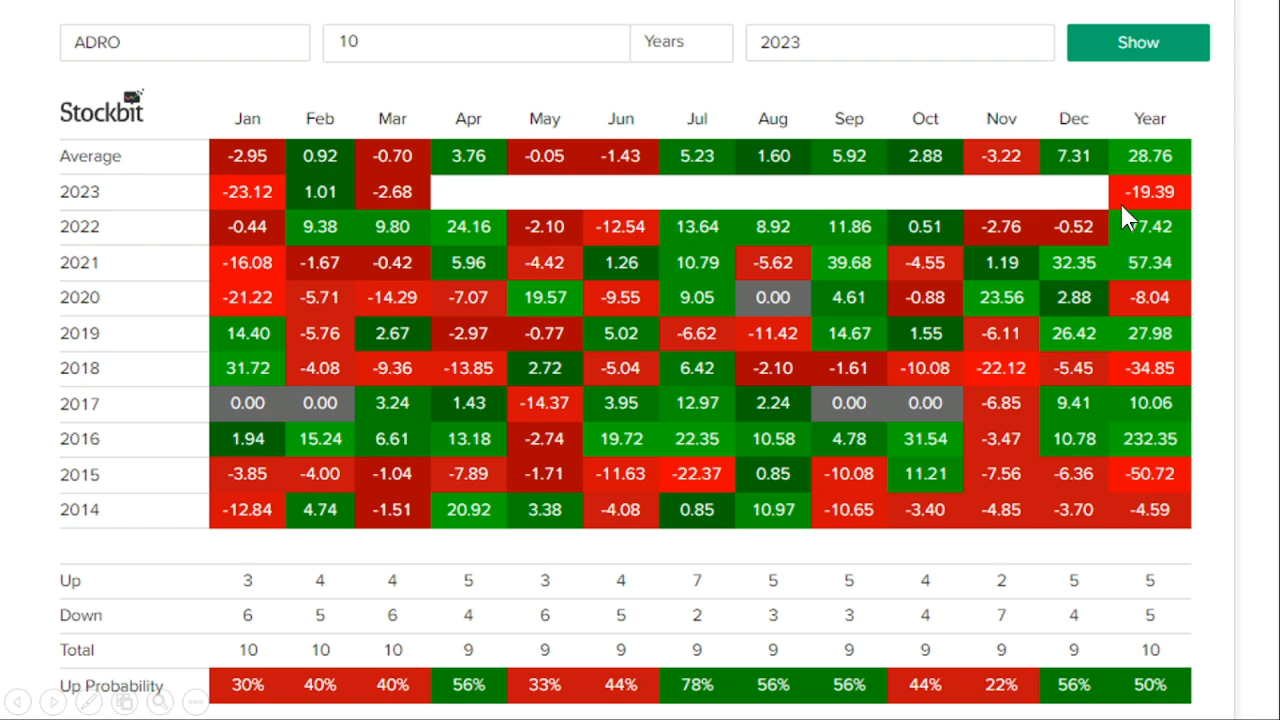 ADRO 10 Years 2023 Show
Stockbit Jan Feb Mar Apr May Jun Jul Aug Sep Oct Nov Dec Year
Average -2.95 0.92 -0.70 3.76 -0.05 -1.43 5.23 1.60 5.92 2.88 -3.22 7.31 28.76
2023 -23.12 1.01 -2.68 -19.39
2022 -0.44 9.38 9.80 24.16 -2.10 -12.54 13.64 8.92 11.86 0.51 -2.76 -0.52 7.42
2021 -16.08 -1.67 -0.42 5.96 -4.42 1.26 10.79 -5.62 39.68 -4.55 1.19 32.35 57.34
2020 -21.22 -5.71 -14.29 -7.07 19.57 -9.55 9.05 0.00 4.61 -0.88 23.56 2.88 -8.04
2019 14.40 -5.76 2.67 -2.97 -0.77 5.02 -6.62 -11.42 14.67 1.55 -6.11 26.42 27.98
2018 31.72 -4.08 -9.36 -13.85 2.72 -5.04 6.42 -2.10 -1.61 -10.08 -22.12 -5.45 -34.85
2017 0.00 0.00 3.24 1.43 -14.37 3.95 12.97 2.24 0.00 0.00 -6.85 9.41 10.06
2016 1.94 15.24 6.61 13.18 -2.74 19.72 22.35 10.58 4.78 31.54 -3.47 10.78 232.35
2015 -3.85 -4.00 -1.04 -7.89 -1.71 -11.63 -22.37 0.85 -10.08 11.21 -7.56 -6.36 -50.72
2014 -12.84 4.74 -1.51 20.92 3.38 -4.08 0.85 10.97 -10.65 -3.40 -4.85 -3.70 -4.59
Up 3 4 4 5 3 4 7 5 5 4 2 5 5
Down 6 5 6 4 6 5 2 3 3 4 7 4 5
Total 10 10 10 9 9 9 9 9 9 9 9 9 10
Up Probability 30% 40% 40% 56% 33% 44% 78% 56% 56% 44% 22% 56% 50%